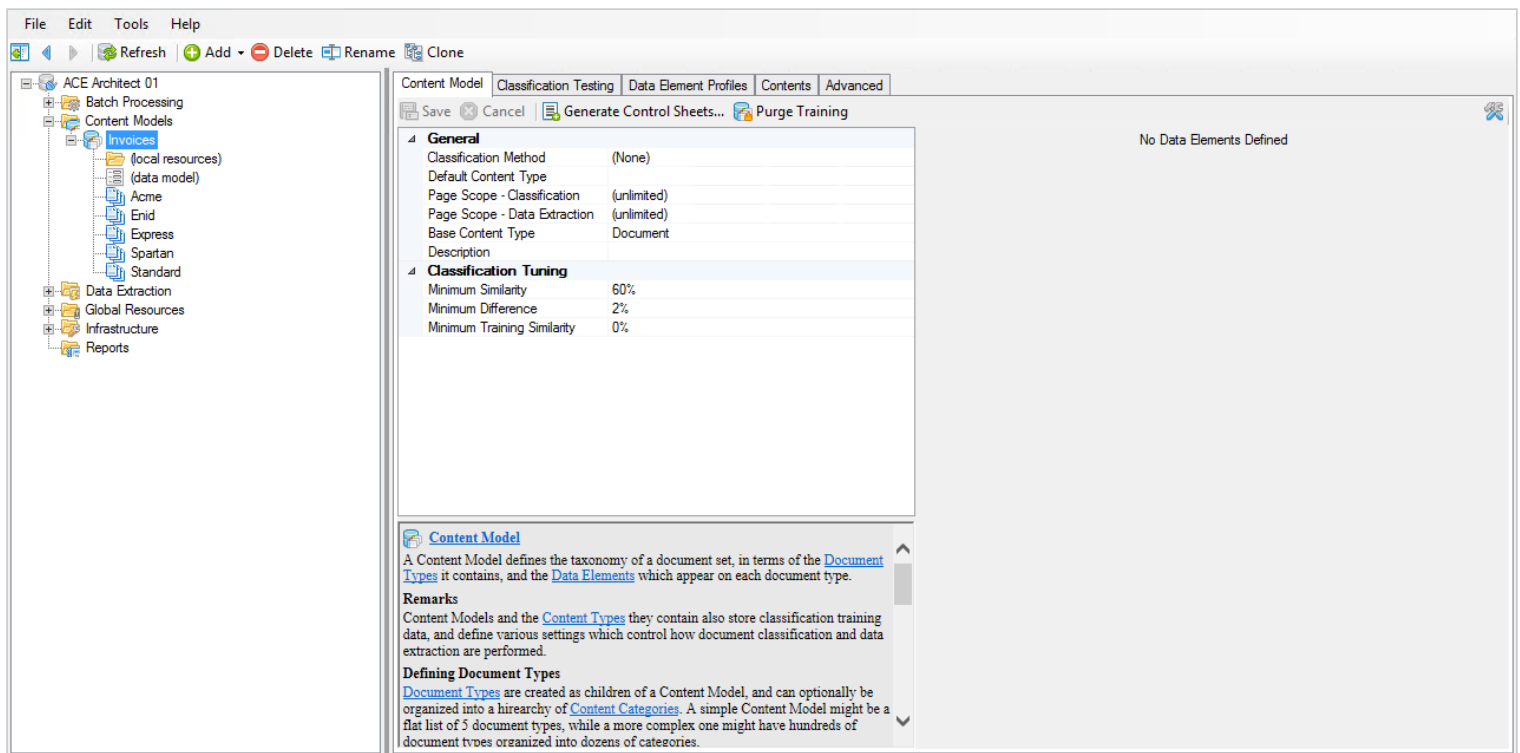 File Edit Tools Help
Refresh Add Delete Rename Clone
ACE Architect 01
Batch Processing
Content Models
Invoices
(local resources)
(data model)
Acme
Enid
Express
Spartan
Standard
Data Extraction
Global Resources
Infrastructure
Reports
Content Model Classification Testing Data Element Profiles Contents Advanced
Save Cancel Generate Control Sheets... Purge Training
General
Classification Method (None)
Default Content Type
Page Scope - Classification (unlimited)
Page Scope - Data Extraction (unlimited)
Base Content Type Document
Description
Classification Tuning
Minimum Similarity 60%
Minimum Difference 2%
Minimum Training Similarity 0%
Content Model
A Content Model defines the taxonomy of a document set, in terms of the Document
Types it contains, and the Data Elements which appear on each document type.
Remarks
Content Models and the Content Types they contain also store classification training
data, and define various settings which control how document classification and data
extraction are performed.
Defining Document Types
Document Types are created as children of a Content Model, and can optionally be
organized into a hirearchy of Content Categories. A simple Content Model might be a
flat list of 5 document types, while a more complex one might have hundreds of
document types organized into dozens of categories.
No Data Elements Defined